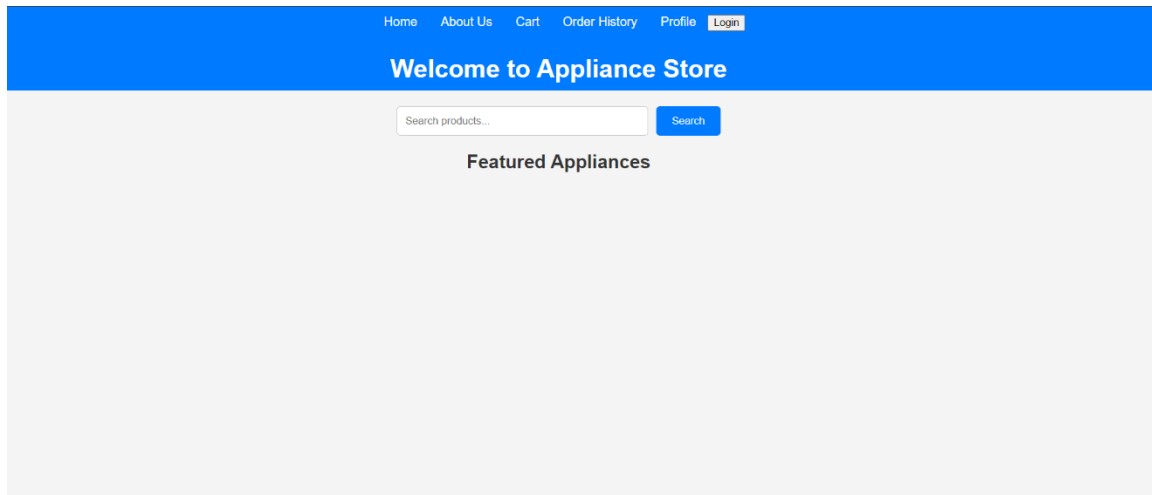 Home About Us Cart Order History Profile Login
Welcome to Appliance Store
Search products... Search
Featured Appliances